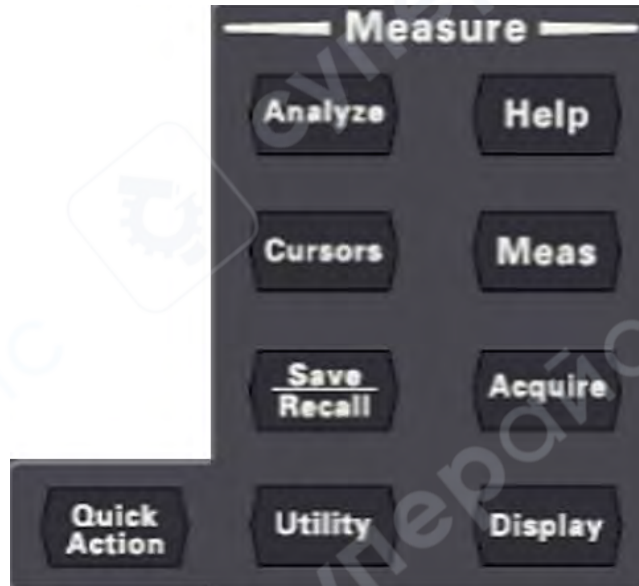 Measure
Analyze
Help
Cursors
Meas
Save
Recall
Acquire
Quick
Action
Utility
Display